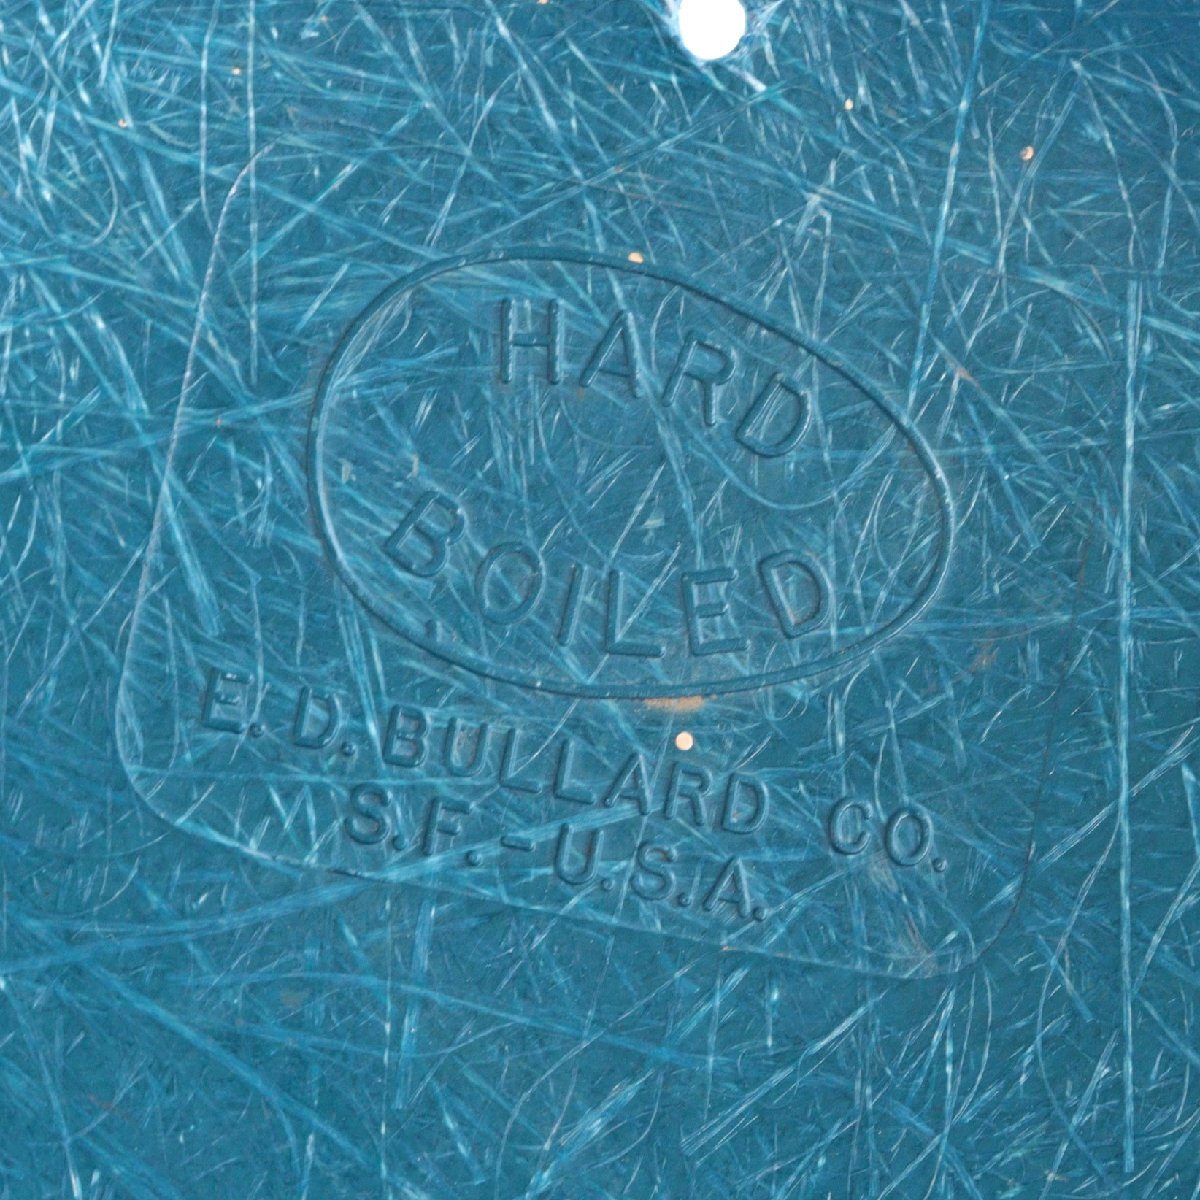 HARD
BOILED
E. D. BULLARD CO.
S.F. - U.S.A.